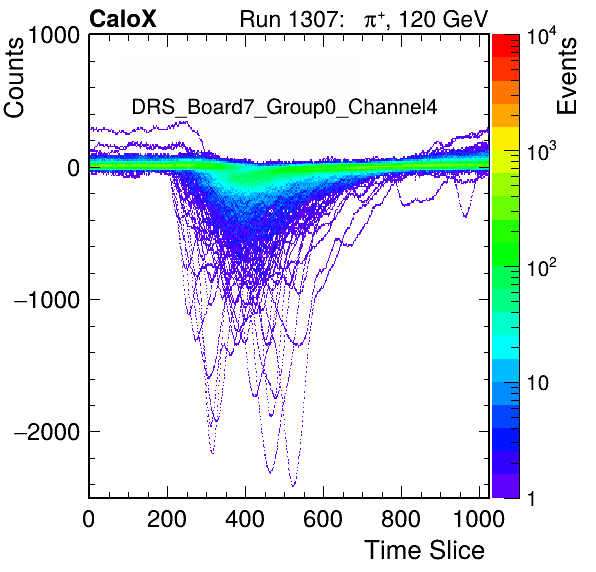 CaloX Run 1307: π⁺, 120 GeV
Counts
Events
DRS_Board7_Group0_Channel4
1000
0
−1000
−2000
0 200 400 600 800 1000
Time Slice
10⁴
10³
10²
10
1